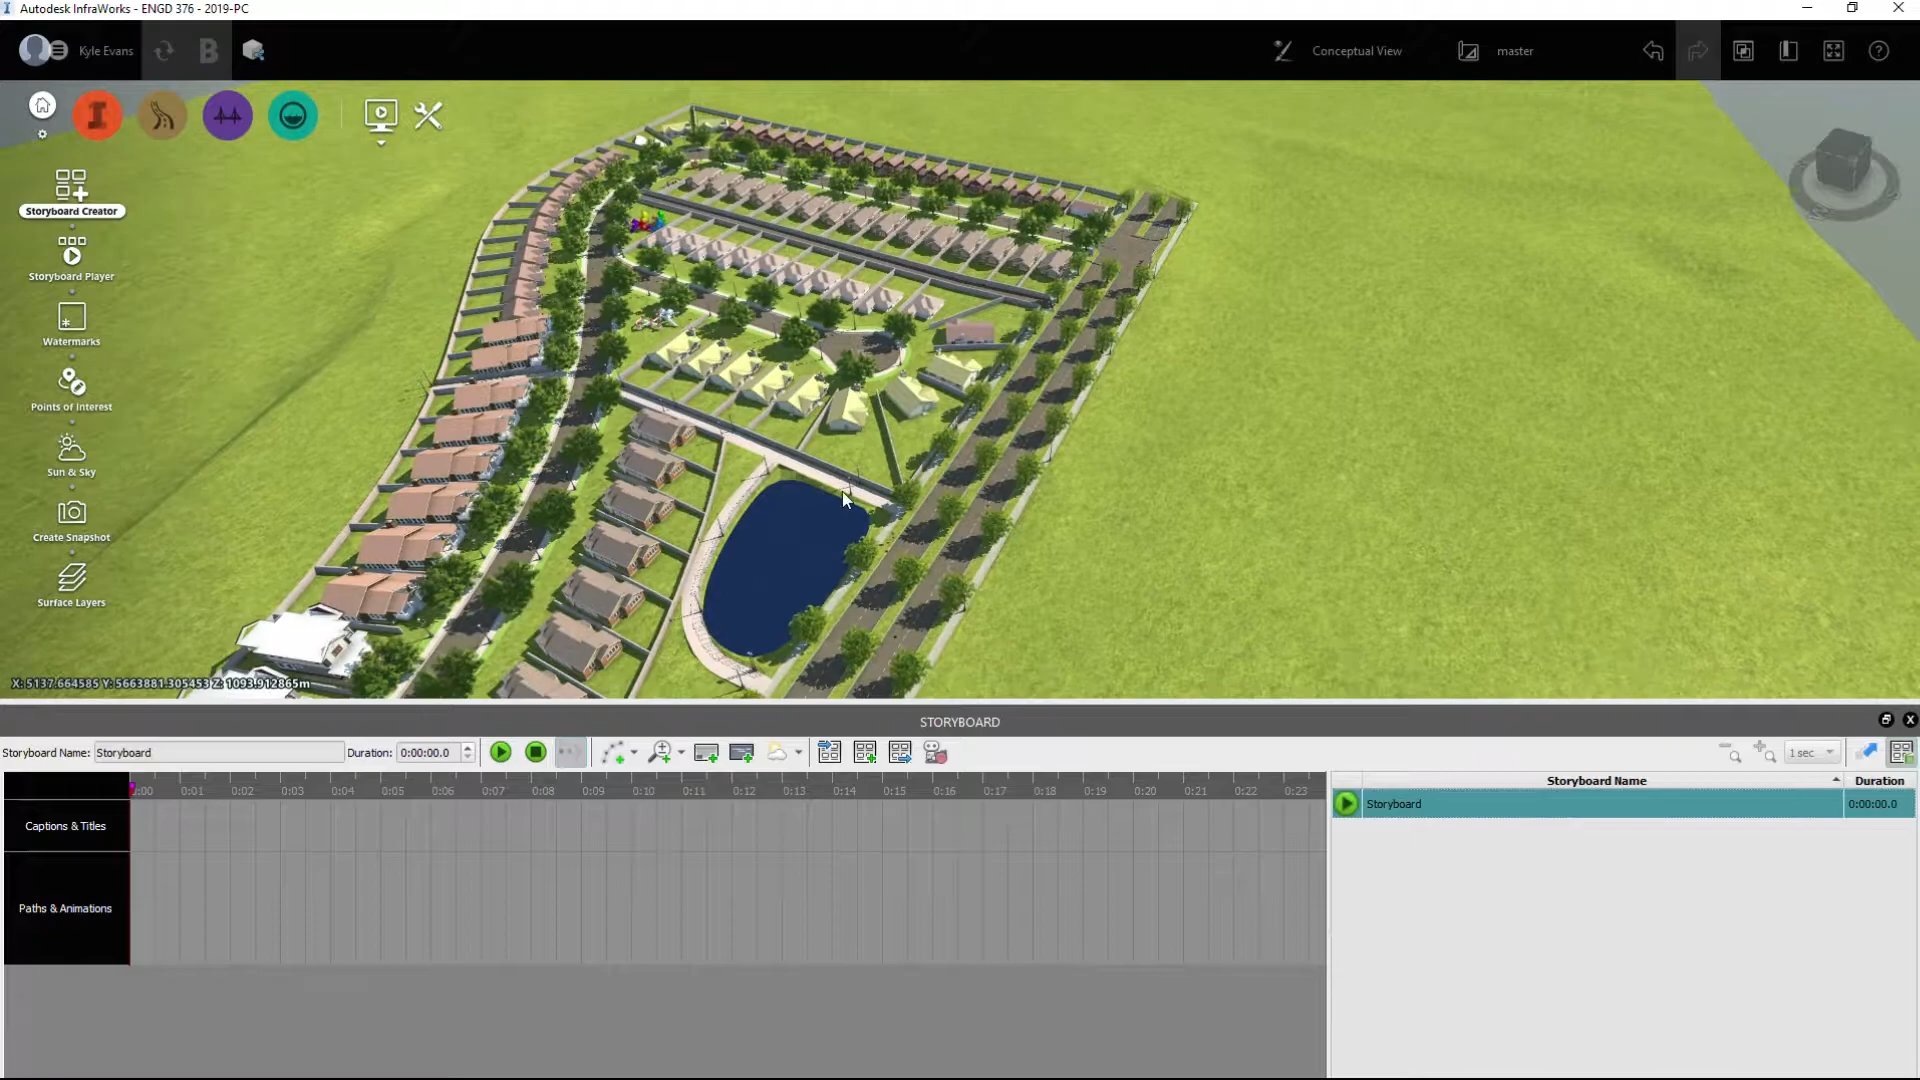 Autodesk InfraWorks - ENGD 376 - 2019-PC
Kyle Evans
Conceptual View
master
Storyboard Creator
Storyboard Player
Watermarks
Points of Interest
Sun & Sky
Create Snapshot
Surface Layers
X: 5137.664585 Y: 5663881.305453 Z: 1093.912865m
STORYBOARD
Storyboard Name: Storyboard Duration: 0:00:00.0
1 sec
0:00 0:01 0:02 0:03 0:04 0:05 0:06 0:07 0:08 0:09 0:10 0:11 0:12 0:13 0:14 0:15 0:16 0:17 0:18 0:19 0:20 0:21 0:22 0:23
Captions & Titles
Paths & Animations
Storyboard Name Duration
Storyboard 0:00:00.0